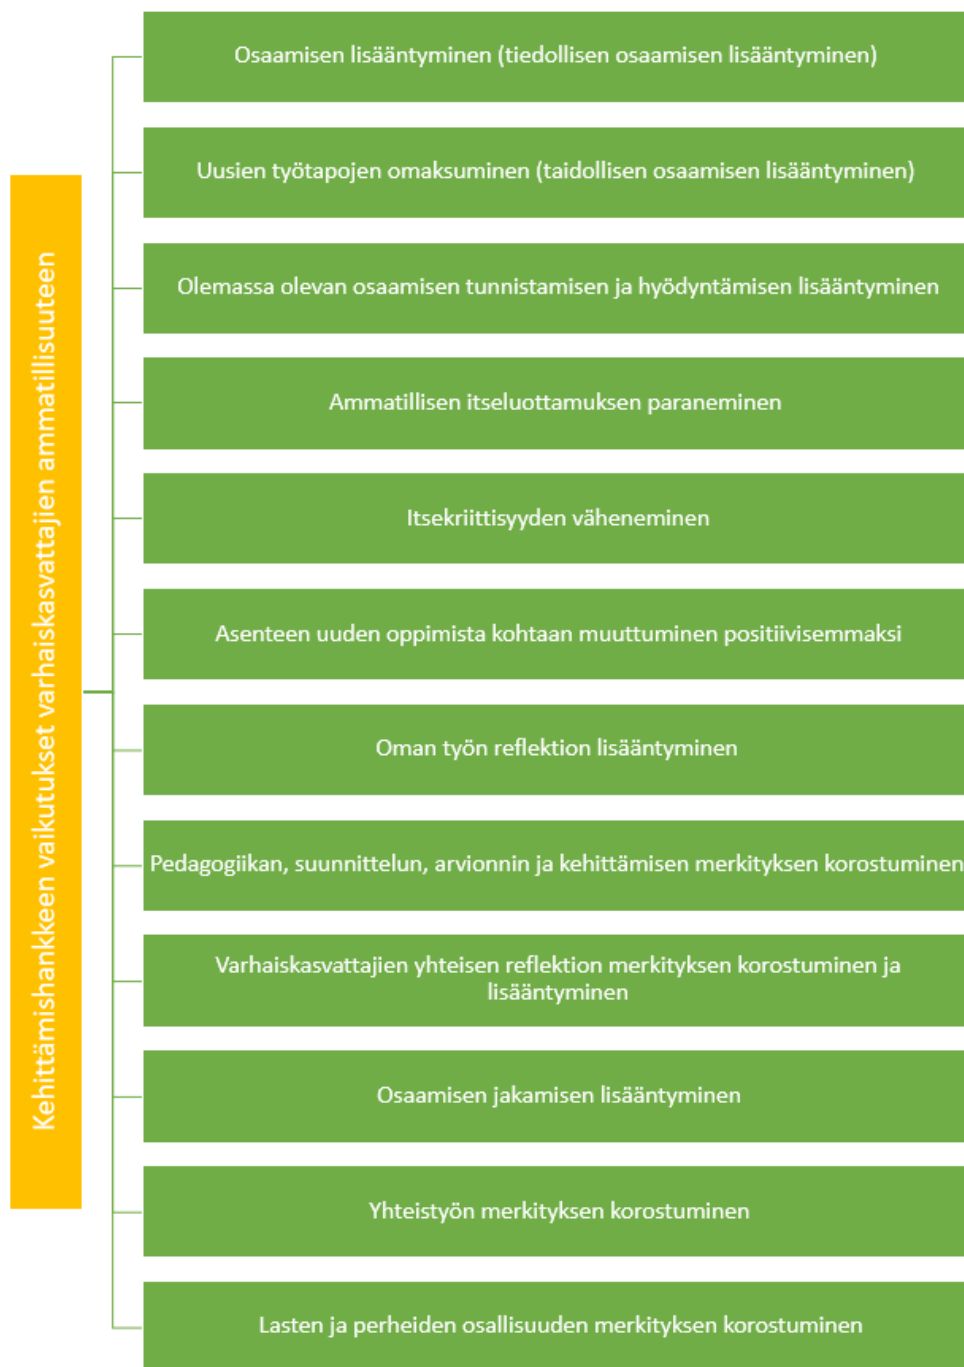 Kehittämishankkeen vaikutukset varhaiskasvattajien ammatillisuuteen
Osaamisen lisääntyminen (tiedollisen osaamisen lisääntyminen)
Uusien työtapojen omaksuminen (taidollisen osaamisen lisääntyminen)
Olemassa olevan osaamisen tunnistamisen ja hyödyntämisen lisääntyminen
Ammatillisen itseluottamuksen paraneminen
Itsekriittisyyden väheneminen
Asenteen uuden oppimista kohtaan muuttuminen positiivisemmaksi
Oman työn reflektion lisääntyminen
Pedagogiikan, suunnittelun, arvionnin ja kehittämisen merkityksen korostuminen
Varhaiskasvattajien yhteisen reflektion merkityksen korostuminen ja
lisääntyminen
Osaamisen jakamisen lisääntyminen
Yhteistyön merkityksen korostuminen
Lasten ja perheiden osallisuuden merkityksen korostuminen